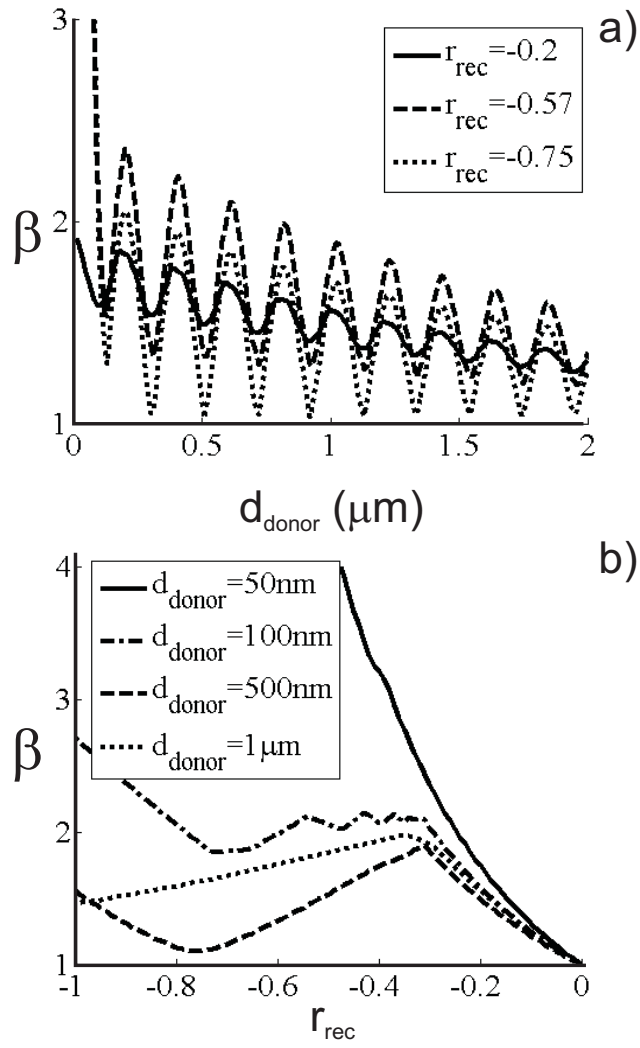 a)
3
2
1
β
r_rec=-0.2
r_rec=-0.57
r_rec=-0.75
0 0.5 1 1.5 2
d_donor (μm)
b)
4
3
2
1
β
d_donor=50nm
d_donor=100nm
d_donor=500nm
d_donor=1μm
-1 -0.8 -0.6 -0.4 -0.2 0
r_rec